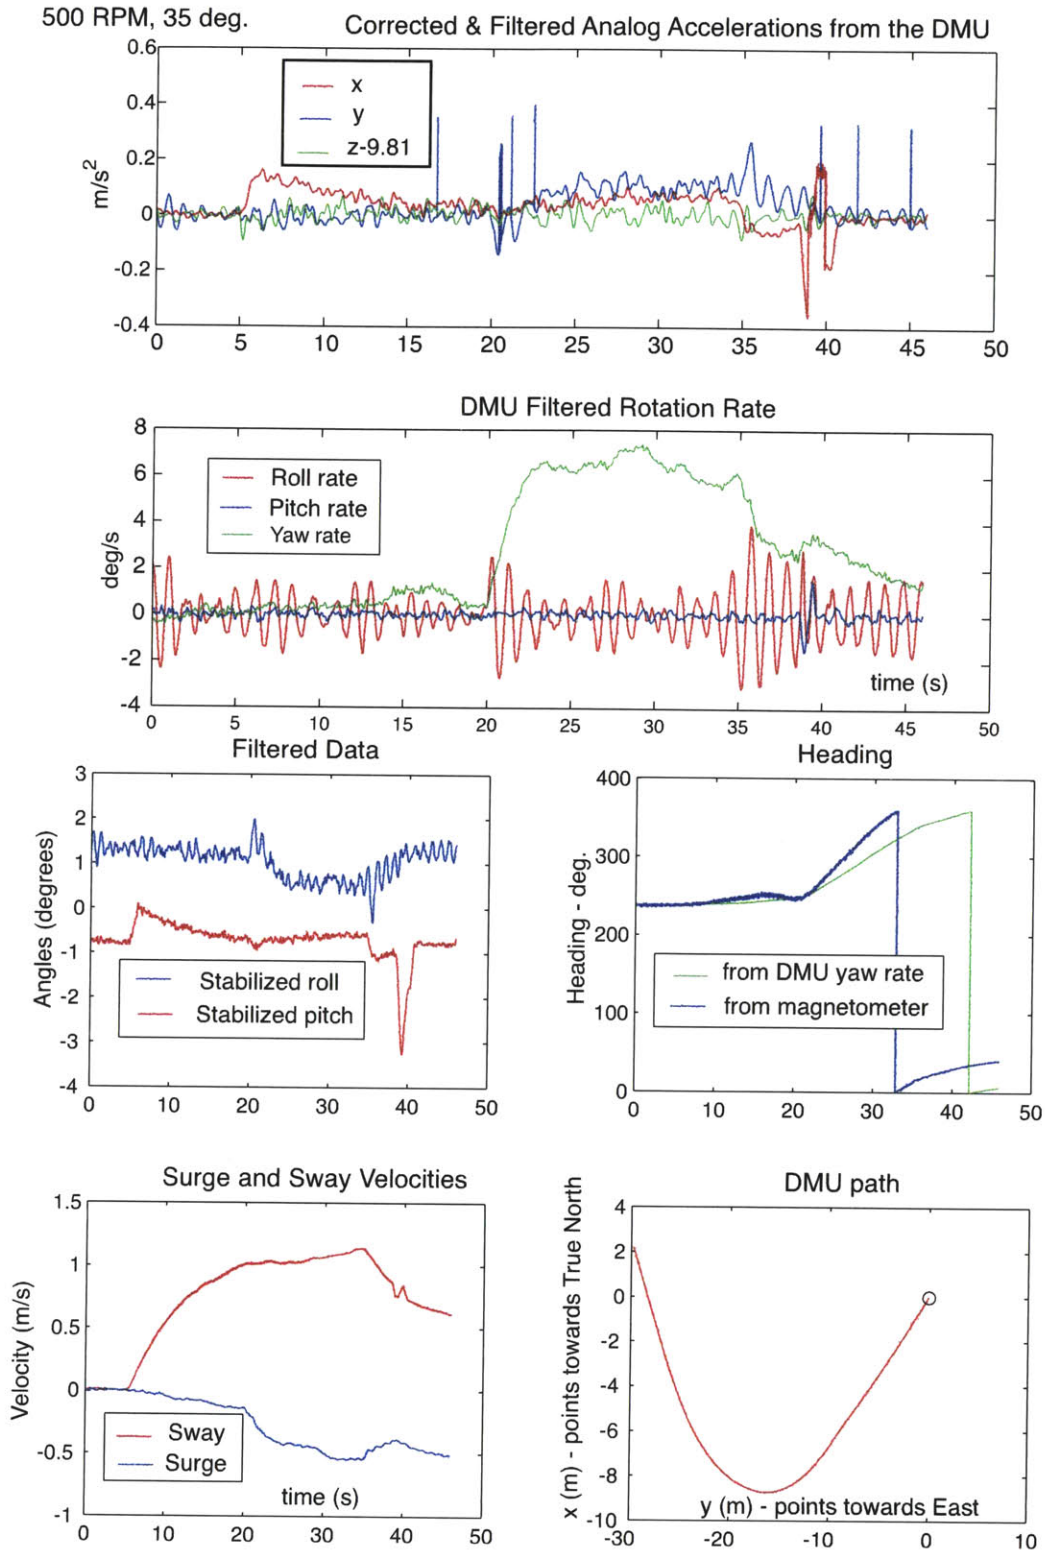 500 RPM, 35 deg.
Corrected & Filtered Analog Accelerations from the DMU
0.6
0.4
0.2
0
-0.2
-0.4
m/s²
x
y
z-9.81
0 5 10 15 20 25 30 35 40 45 50
DMU Filtered Rotation Rate
8
6
4
2
0
-2
-4
deg/s
Roll rate
Pitch rate
Yaw rate
time (s)
0 5 10 15 20 25 30 35 40 45 50
Filtered Data
3
2
1
0
-1
-2
-3
-4
Angles (degrees)
Stabilized roll
Stabilized pitch
0 10 20 30 40 50
Heading
400
300
200
100
0
Heading - deg.
from DMU yaw rate
from magnetometer
0 10 20 30 40 50
Surge and Sway Velocities
1.5
1
0.5
0
-0.5
-1
Velocity (m/s)
Sway
Surge
time (s)
0 10 20 30 40 50
DMU path
4
2
0
-2
-4
-6
-8
-10
x (m) - points towards True North
y (m) - points towards East
-30 -20 -10 0 10